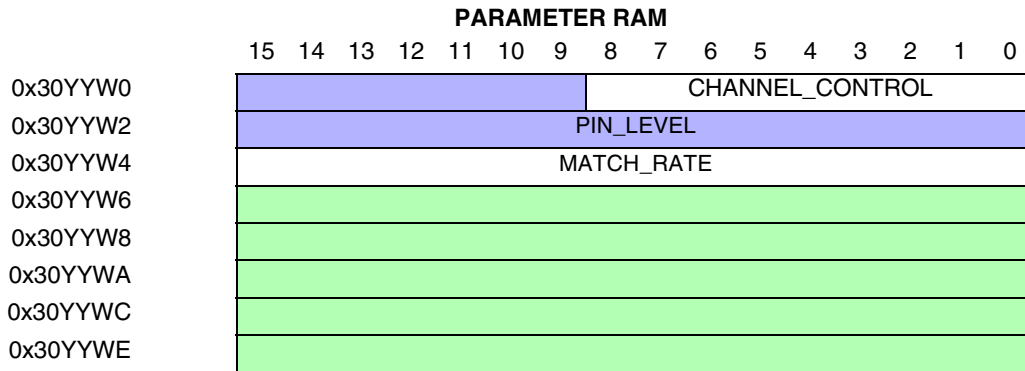 PARAMETER RAM
15 14 13 12 11 10 9 8 7 6 5 4 3 2 1 0
0x30YYW0 CHANNEL_CONTROL
0x30YYW2 PIN_LEVEL
0x30YYW4 MATCH_RATE
0x30YYW6
0x30YYW8
0x30YYWA
0x30YYWC
0x30YYWE